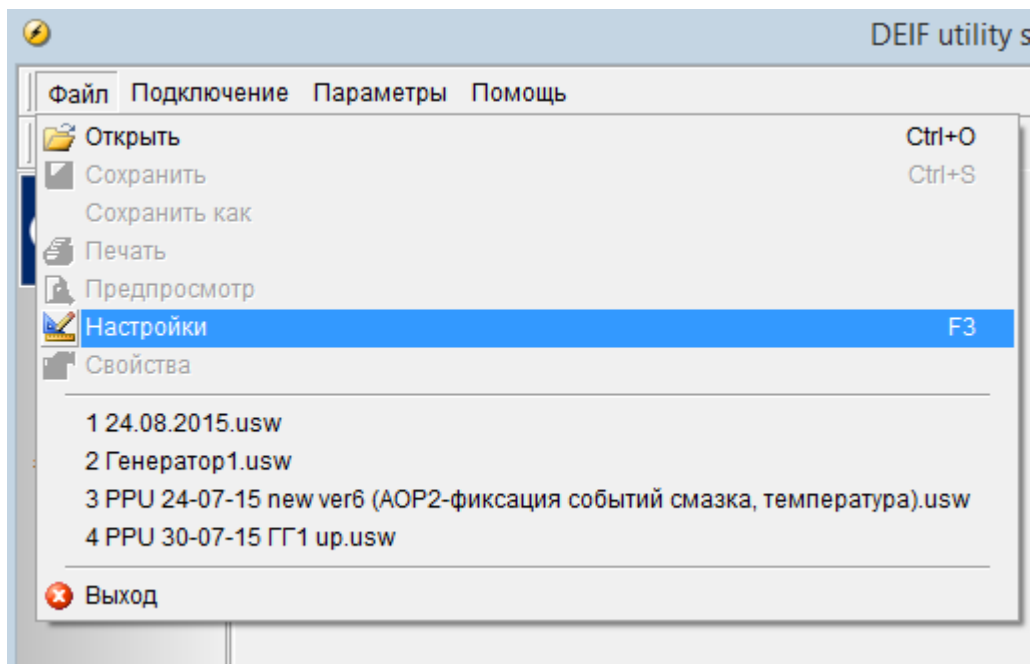 DEIF utility s
Файл Подключение Параметры Помощь
Открыть Ctrl+O
Сохранить Ctrl+S
Сохранить как
Печать
Предпросмотр
Настройки F3
Свойства
1 24.08.2015.usw
2 Генератор1.usw
3 PPU 24-07-15 new ver6 (АОР2-фиксация событий смазка, температура).usw
4 PPU 30-07-15 ГГ1 up.usw
Выход